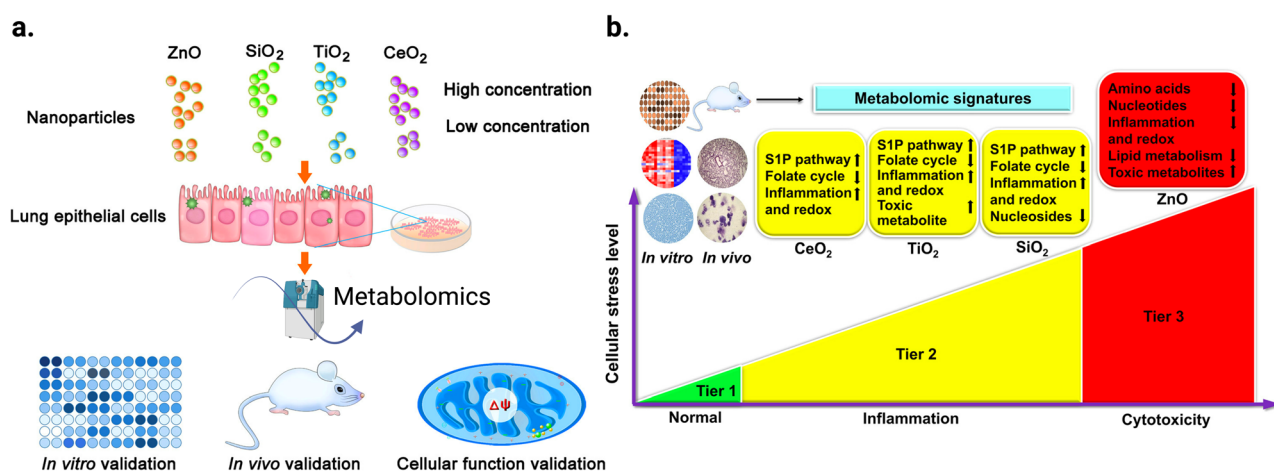 a.
ZnO
SiO₂
TiO₂
CeO₂
Nanoparticles
High concentration
Low concentration
Lung epithelial cells
Metabolomics
ΔΨ
In vitro validation
In vivo validation
Cellular function validation
b.
Metabolomic signatures
In vitro
In vivo
S1P pathway ↑
Folate cycle ↓
Inflammation ↑
and redox
CeO₂
S1P pathway ↑
Folate cycle ↓
Inflammation ↑
and redox
Toxic ↑
metabolite
TiO₂
S1P pathway ↑
Folate cycle ↓
Inflammation ↑
and redox
Nucleosides ↓
SiO₂
Amino acids ↓
Nucleotides ↓
Inflammation ↓
and redox
Lipid metabolism ↓
Toxic metabolites ↑
ZnO
Cellular stress level
Tier 1
Tier 2
Tier 3
Normal
Inflammation
Cytotoxicity